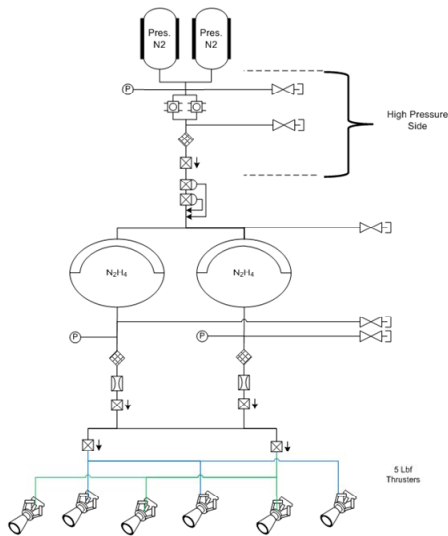 Pres.
N2
Pres.
N2
P
High Pressure
Side
N₂H₄
N₂H₄
P
P
5 Lbf
Thrusters